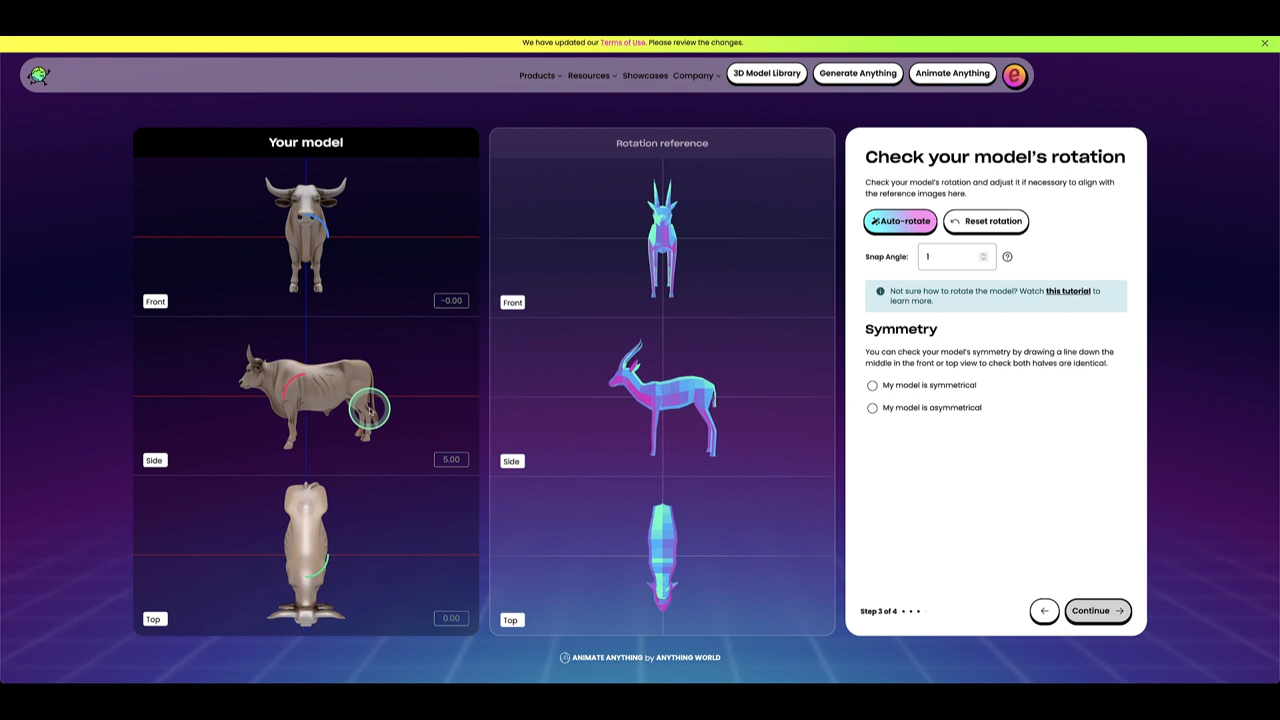 We have updated our Terms of Use. Please review the changes.
Products Resources Showcases Company 3D Model Library Generate Anything Animate Anything e
Your model
Front
-0.00
Side
5.00
Top
0.00
Rotation reference
Front
Side
Top
Check your model's rotation
Check your model's rotation and adjust it if necessary to align with
the reference images here.
Auto-rotate Reset rotation
Snap Angle: 1
Not sure how to rotate the model? Watch this tutorial to
learn more.
Symmetry
You can check your model's symmetry by drawing a line down the
middle in the front or top view to check both halves are identical.
My model is symmetrical
My model is asymmetrical
Step 3 of 4 Continue
ANIMATE ANYTHING by ANYTHING WORLD